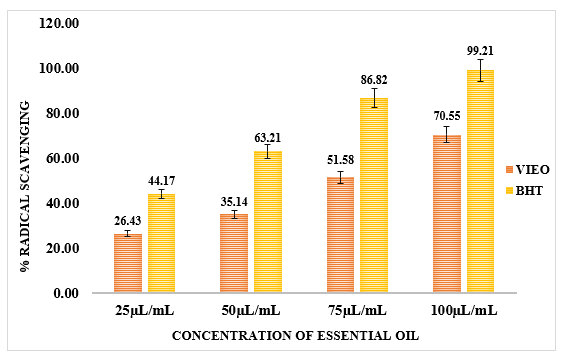 120.00
100.00
80.00
60.00
40.00
20.00
0.00
% RADICAL SCAVENGING
26.43
44.17
35.14
63.21
51.58
86.82
70.55
99.21
25µL/mL
50µL/mL
75µL/mL
100µL/mL
CONCENTRATION OF ESSENTIAL OIL
VIEO
BHT